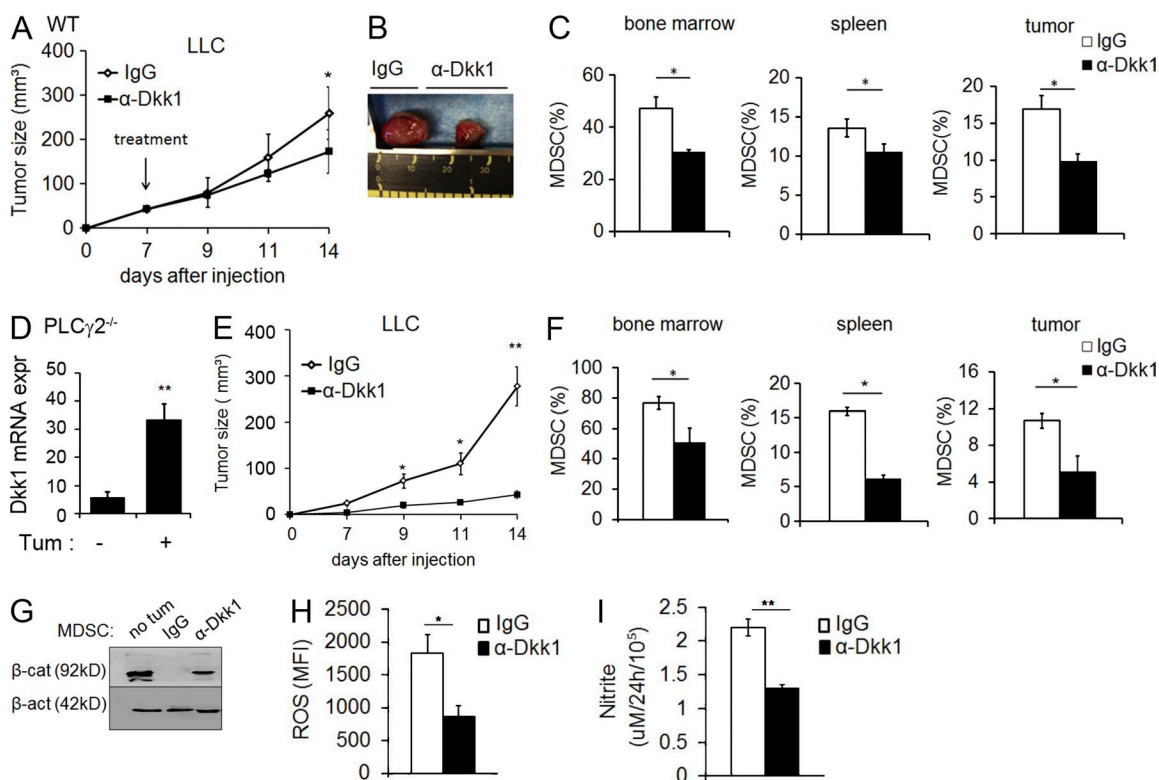 A WT
LLC
Tumor size (mm³)
400
300
200
100
0
IgG
α-Dkk1
treatment
*
0 7 9 11 14
days after injection
B
IgG α-Dkk1
0 10 20 30
C
bone marrow
MDSC(%)
60
40
20
0
*
spleen
MDSC(%)
20
15
10
5
0
*
tumor
MDSC(%)
20
15
10
5
0
*
IgG
α-Dkk1
D PLCγ2⁻/⁻
Dkk1 mRNA expr
50
40
30
20
10
0
**
Tum : - +
E
LLC
Tumor size ( mm³)
400
300
200
100
0
IgG
α-Dkk1
* * **
0 7 9 11 14
days after injection
F
bone marrow
MDSC (%)
100
80
60
40
20
0
*
spleen
MDSC (%)
20
15
10
5
0
*
tumor
MDSC (%)
15
12
9
6
3
0
*
IgG
α-Dkk1
G
MDSC: no tum IgG α-Dkk1
β-cat (92kD)
β-act (42kD)
H
ROS (MFI)
2500
2000
1500
1000
500
0
*
IgG
α-Dkk1
I
Nitrite
(uM/24h/10⁵)
2.5
2
1.5
1
0.5
0
**
IgG
α-Dkk1